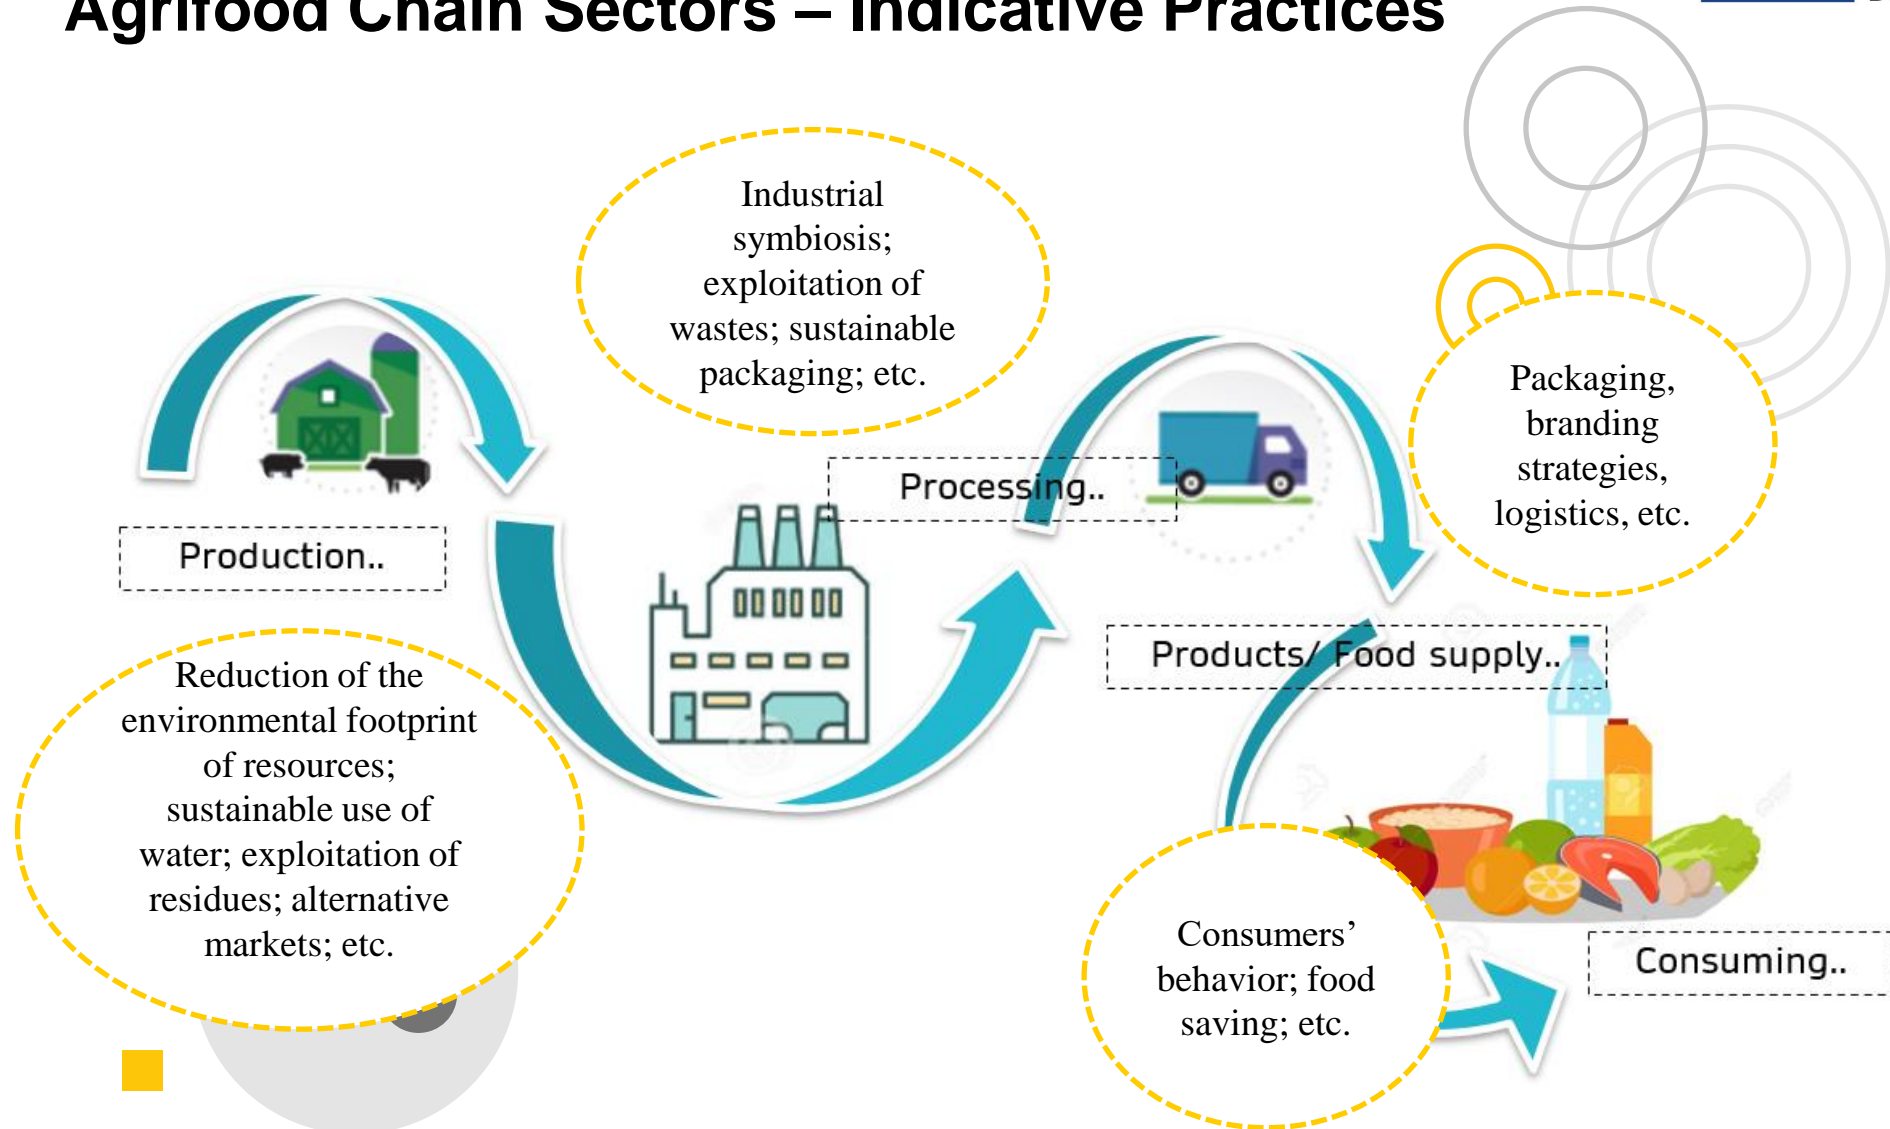 Agrifood Chain Sectors – Indicative Practices
Industrial
symbiosis;
exploitation of
wastes; sustainable
packaging; etc.
Packaging,
branding
strategies,
logistics, etc.
Processing..
Production..
Products/ Food supply..
Reduction of the
environmental footprint
of resources;
sustainable use of
water; exploitation of
residues; alternative
markets; etc.
Consumers’
behavior; food
saving; etc.
Consuming..